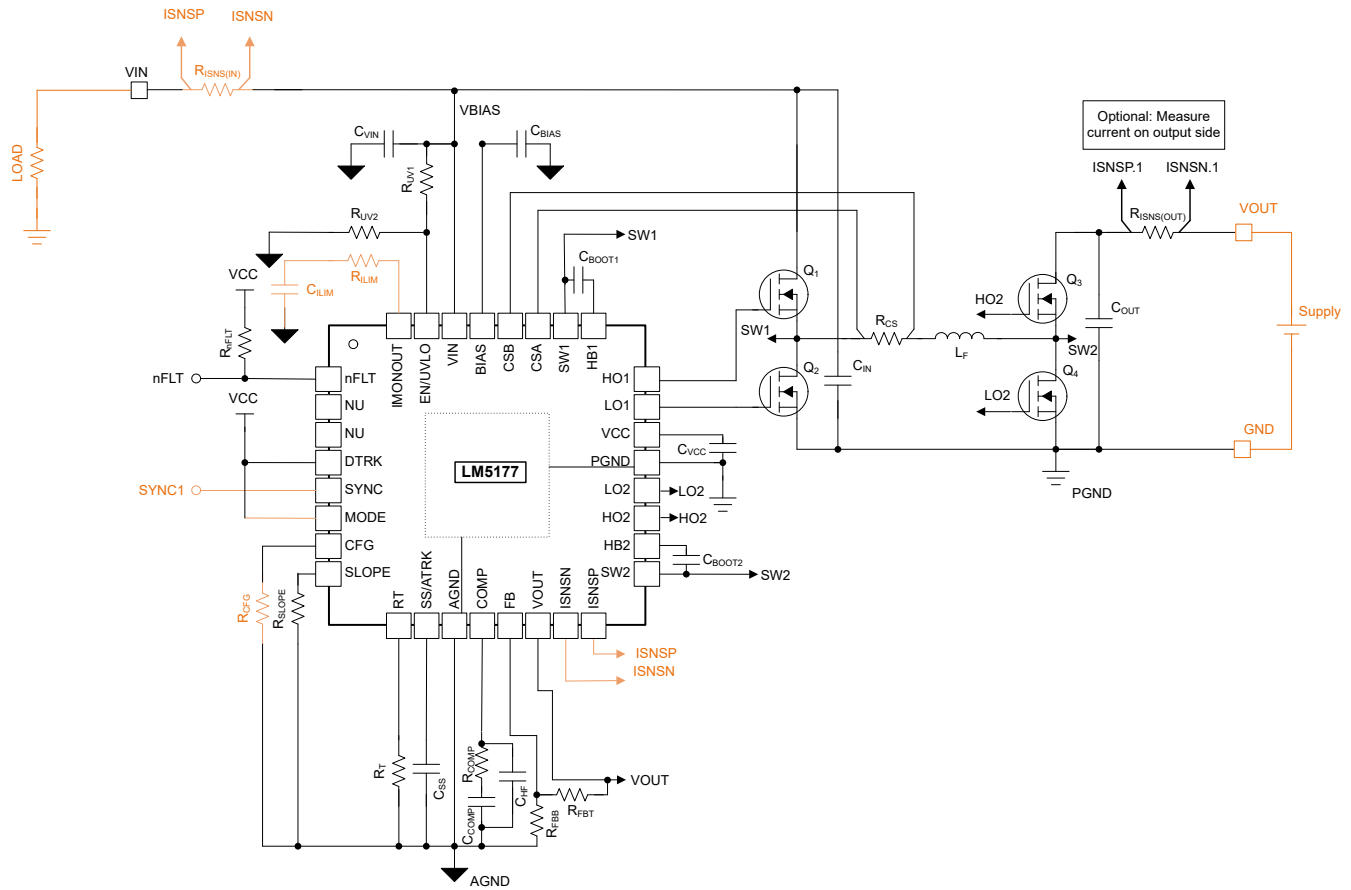 ISNSP
ISNSN
RISNS(IN)
VIN
VBIAS
LOAD
CVIN
CBIAS
RUV1
RUV2
SW1
CBOOT1
VCC
RILIM
CILIM
RnFLT
Optional: Measure
current on output side
ISNSP.1
ISNSN.1
RISNS(OUT)
VOUT
Q1
Q3
HO2
SW1
RCS
COUT
Supply
LF
SW2
Q2
CIN
Q4
LO2
GND
PGND
IMONOUT
EN/UVLO
VIN
BIAS
CSB
CSA
SW1
HB1
nFLT
nFLT
NU
VCC
NU
DTRK
SYNC1
SYNC
MODE
CFG
SLOPE
LM5177
HO1
LO1
VCC
CVCC
PGND
LO2
LO2
HO2
HO2
HB2
CBOOT2
SW2
SW2
RT
SS/ATRK
AGND
COMP
FB
VOUT
ISNSN
ISNSP
RCFG
RSLOPE
ISNSP
ISNSN
RT
CSS
RCOMP
CHF
CCOMP
VOUT
RFBT
RFBB
AGND